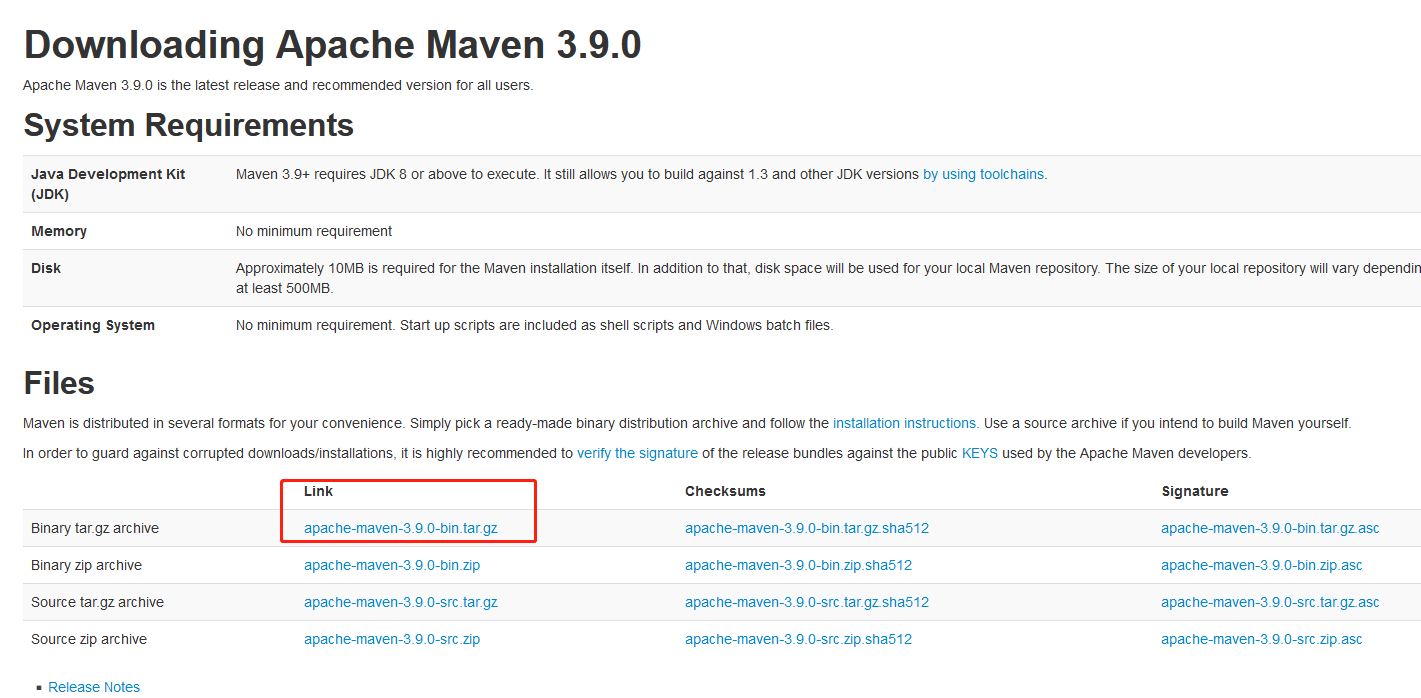 Downloading Apache Maven 3.9.0
Apache Maven 3.9.0 is the latest release and recommended version for all users.
System Requirements
Java Development Kit (JDK) Maven 3.9+ requires JDK 8 or above to execute. It still allows you to build against 1.3 and other JDK versions by using toolchains.
Memory No minimum requirement
Disk Approximately 10MB is required for the Maven installation itself. In addition to that, disk space will be used for your local Maven repository. The size of your local repository will vary dependin
at least 500MB.
Operating System No minimum requirement. Start up scripts are included as shell scripts and Windows batch files.
Files
Maven is distributed in several formats for your convenience. Simply pick a ready-made binary distribution archive and follow the installation instructions. Use a source archive if you intend to build Maven yourself.
In order to guard against corrupted downloads/installations, it is highly recommended to verify the signature of the release bundles against the public KEYS used by the Apache Maven developers.
Link Checksums Signature
Binary tar.gz archive apache-maven-3.9.0-bin.tar.gz apache-maven-3.9.0-bin.tar.gz.sha512 apache-maven-3.9.0-bin.tar.gz.asc
Binary zip archive apache-maven-3.9.0-bin.zip apache-maven-3.9.0-bin.zip.sha512 apache-maven-3.9.0-bin.zip.asc
Source tar.gz archive apache-maven-3.9.0-src.tar.gz apache-maven-3.9.0-src.tar.gz.sha512 apache-maven-3.9.0-src.tar.gz.asc
Source zip archive apache-maven-3.9.0-src.zip apache-maven-3.9.0-src.zip.sha512 apache-maven-3.9.0-src.zip.asc
▪ Release Notes